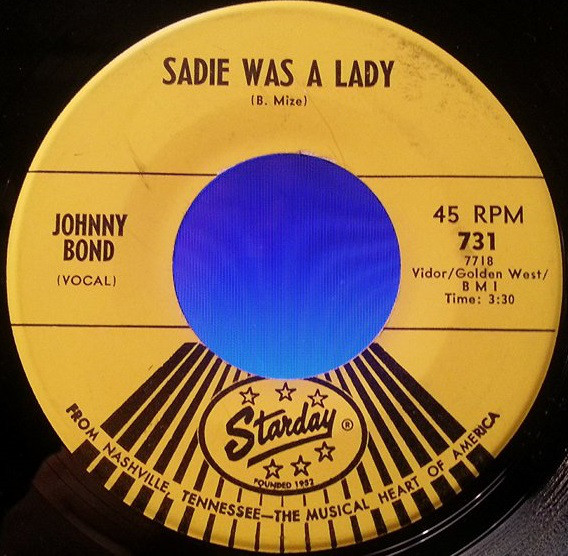 SADIE WAS A LADY
(B. Mize)
JOHNNY
BOND
(VOCAL)
45 RPM
731
7718
Vidor/Golden West/
BMI
Time: 3:30
Starday ®
FOUNDED 1952
FROM NASHVILLE, TENNESSEE—THE MUSICAL HEART OF AMERICA